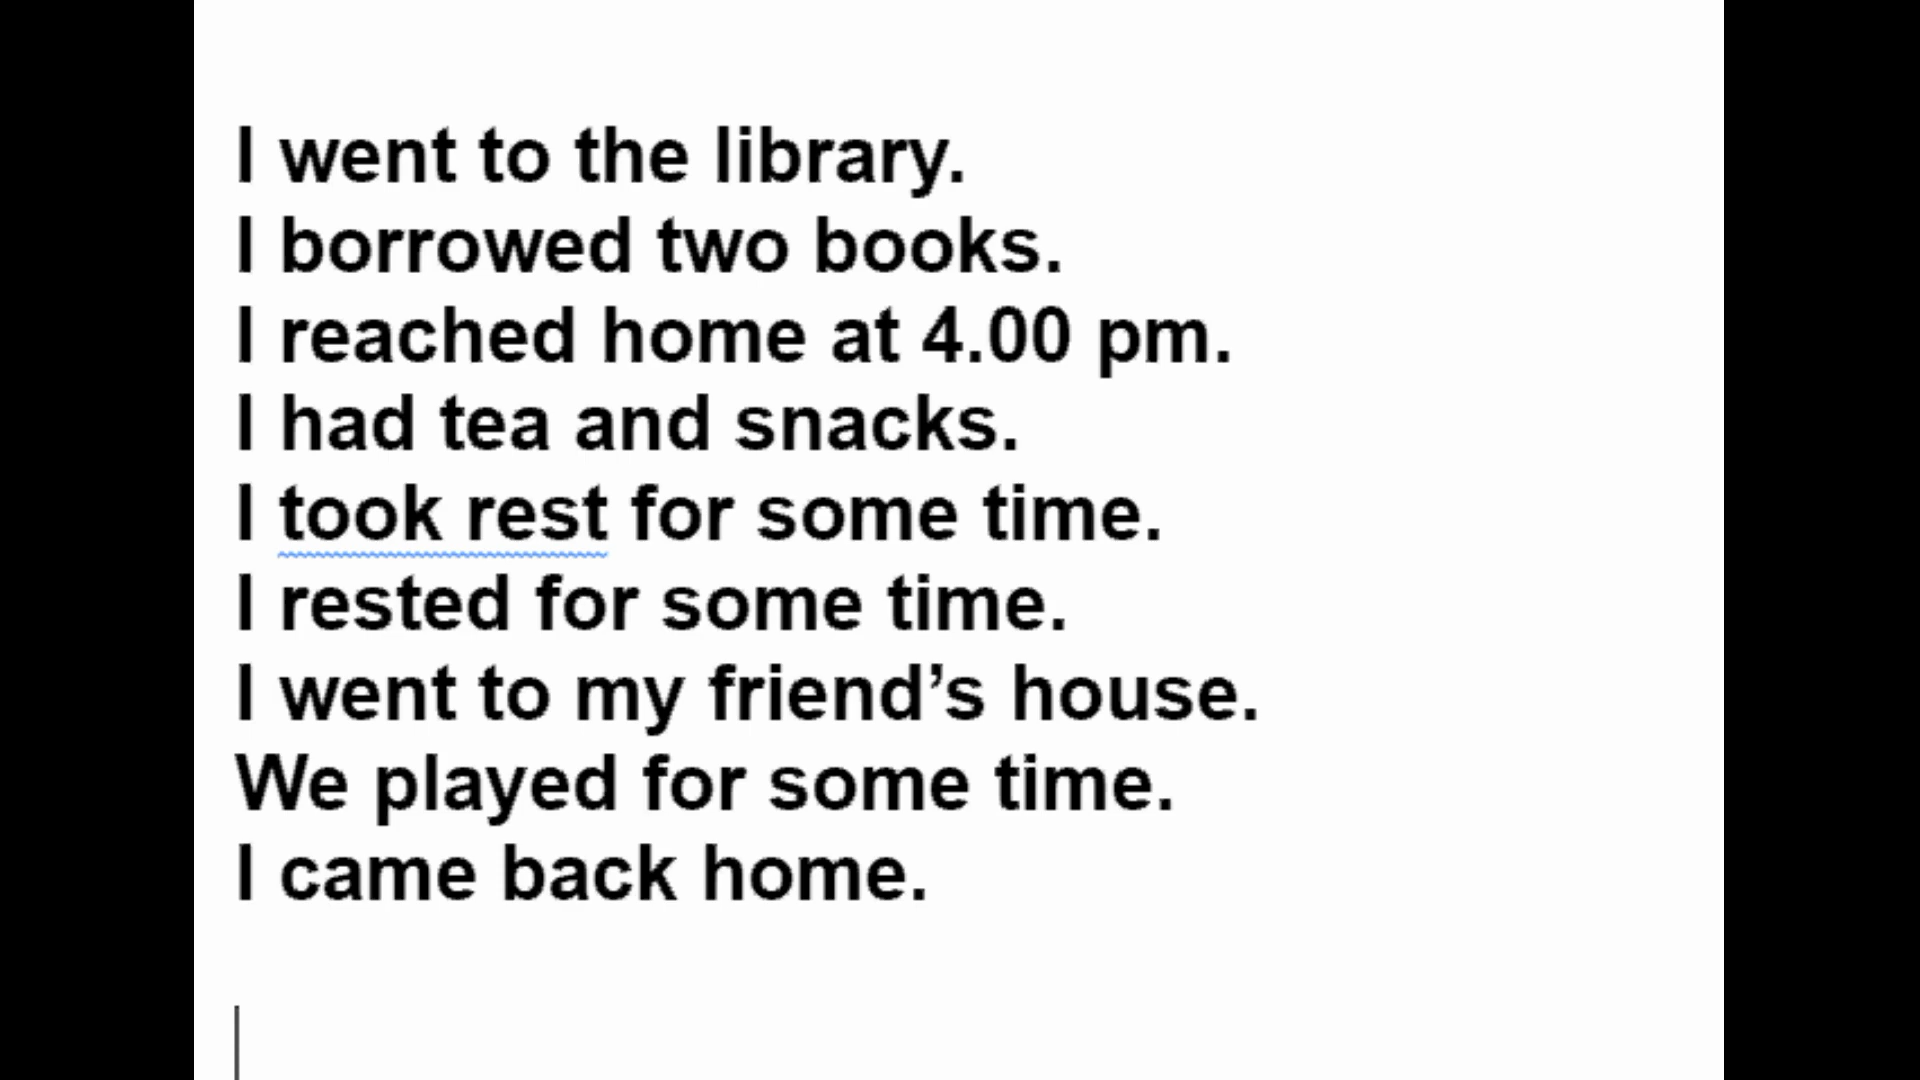 I went to the library.
I borrowed two books.
I reached home at 4.00 pm.
I had tea and snacks.
I took rest for some time.
I rested for some time.
I went to my friend’s house.
We played for some time.
I came back home.